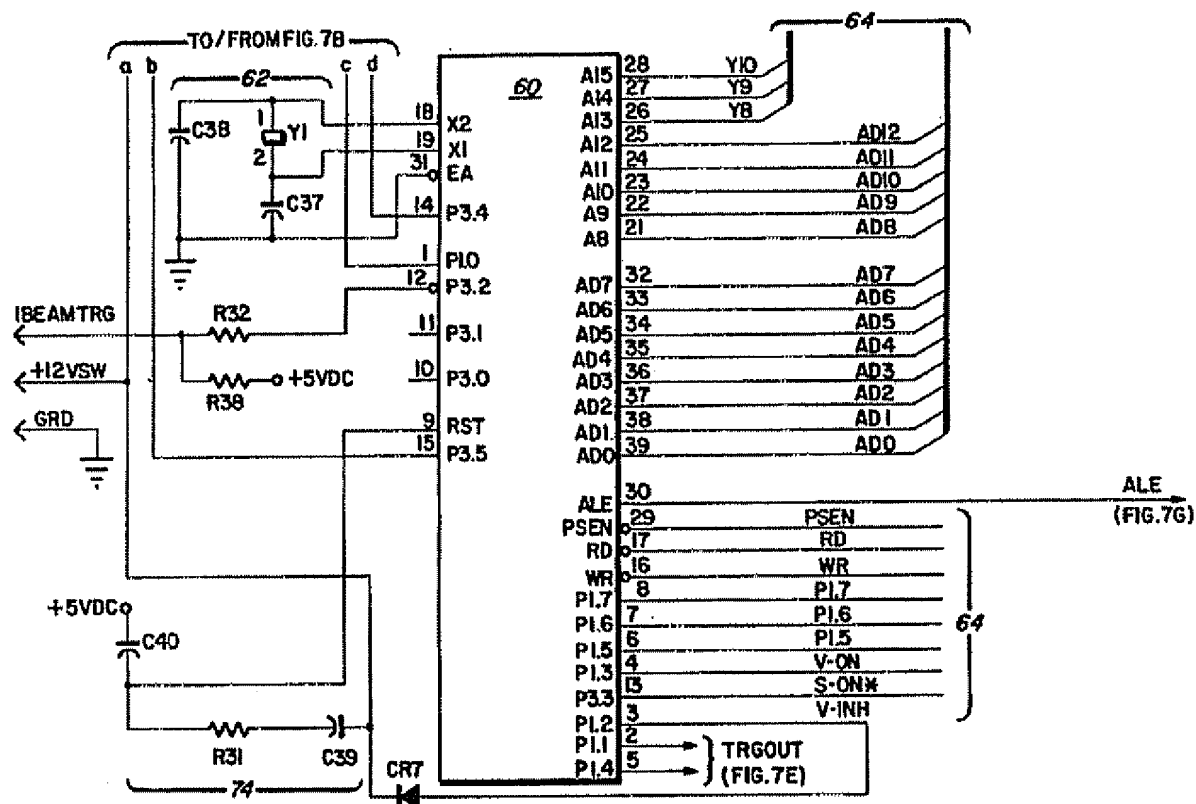 TO/FROM FIG. 7B
a b c d
62
C38
1
Y1
2
C37
60
18 X2
19 X1
31 EA
14 P3.4
1 P1.0
12 P3.2
11 P3.1
10 P3.0
9 RST
15 P3.5
IBEAMTRG
R32
+12VSW
R38
+5VDC
GRD
+5VDC
C40
R31
C39
74
CR7
64
A15 28 Y10
A14 27 Y9
A13 26 Y8
A12 25 AD12
A11 24 AD11
A10 23 AD10
A9 22 AD9
A8 21 AD8
AD7 32 AD7
AD6 33 AD6
AD5 34 AD5
AD4 35 AD4
AD3 36 AD3
AD2 37 AD2
AD1. 38 AD1
AD0 39 AD0
ALE 30 ALE
(FIG.7G)
PSEN 29 PSEN
RD 17 RD
WR 16 WR
P1.7 8 P1.7
P1.6 7 P1.6
P1.5 6 P1.5
P1.3 4 V-ON
P3.3 13 S-ON*
P1.2 3 V-INH
P1.1 2
P1.4 5
64
TRGOUT
(FIG.7E)